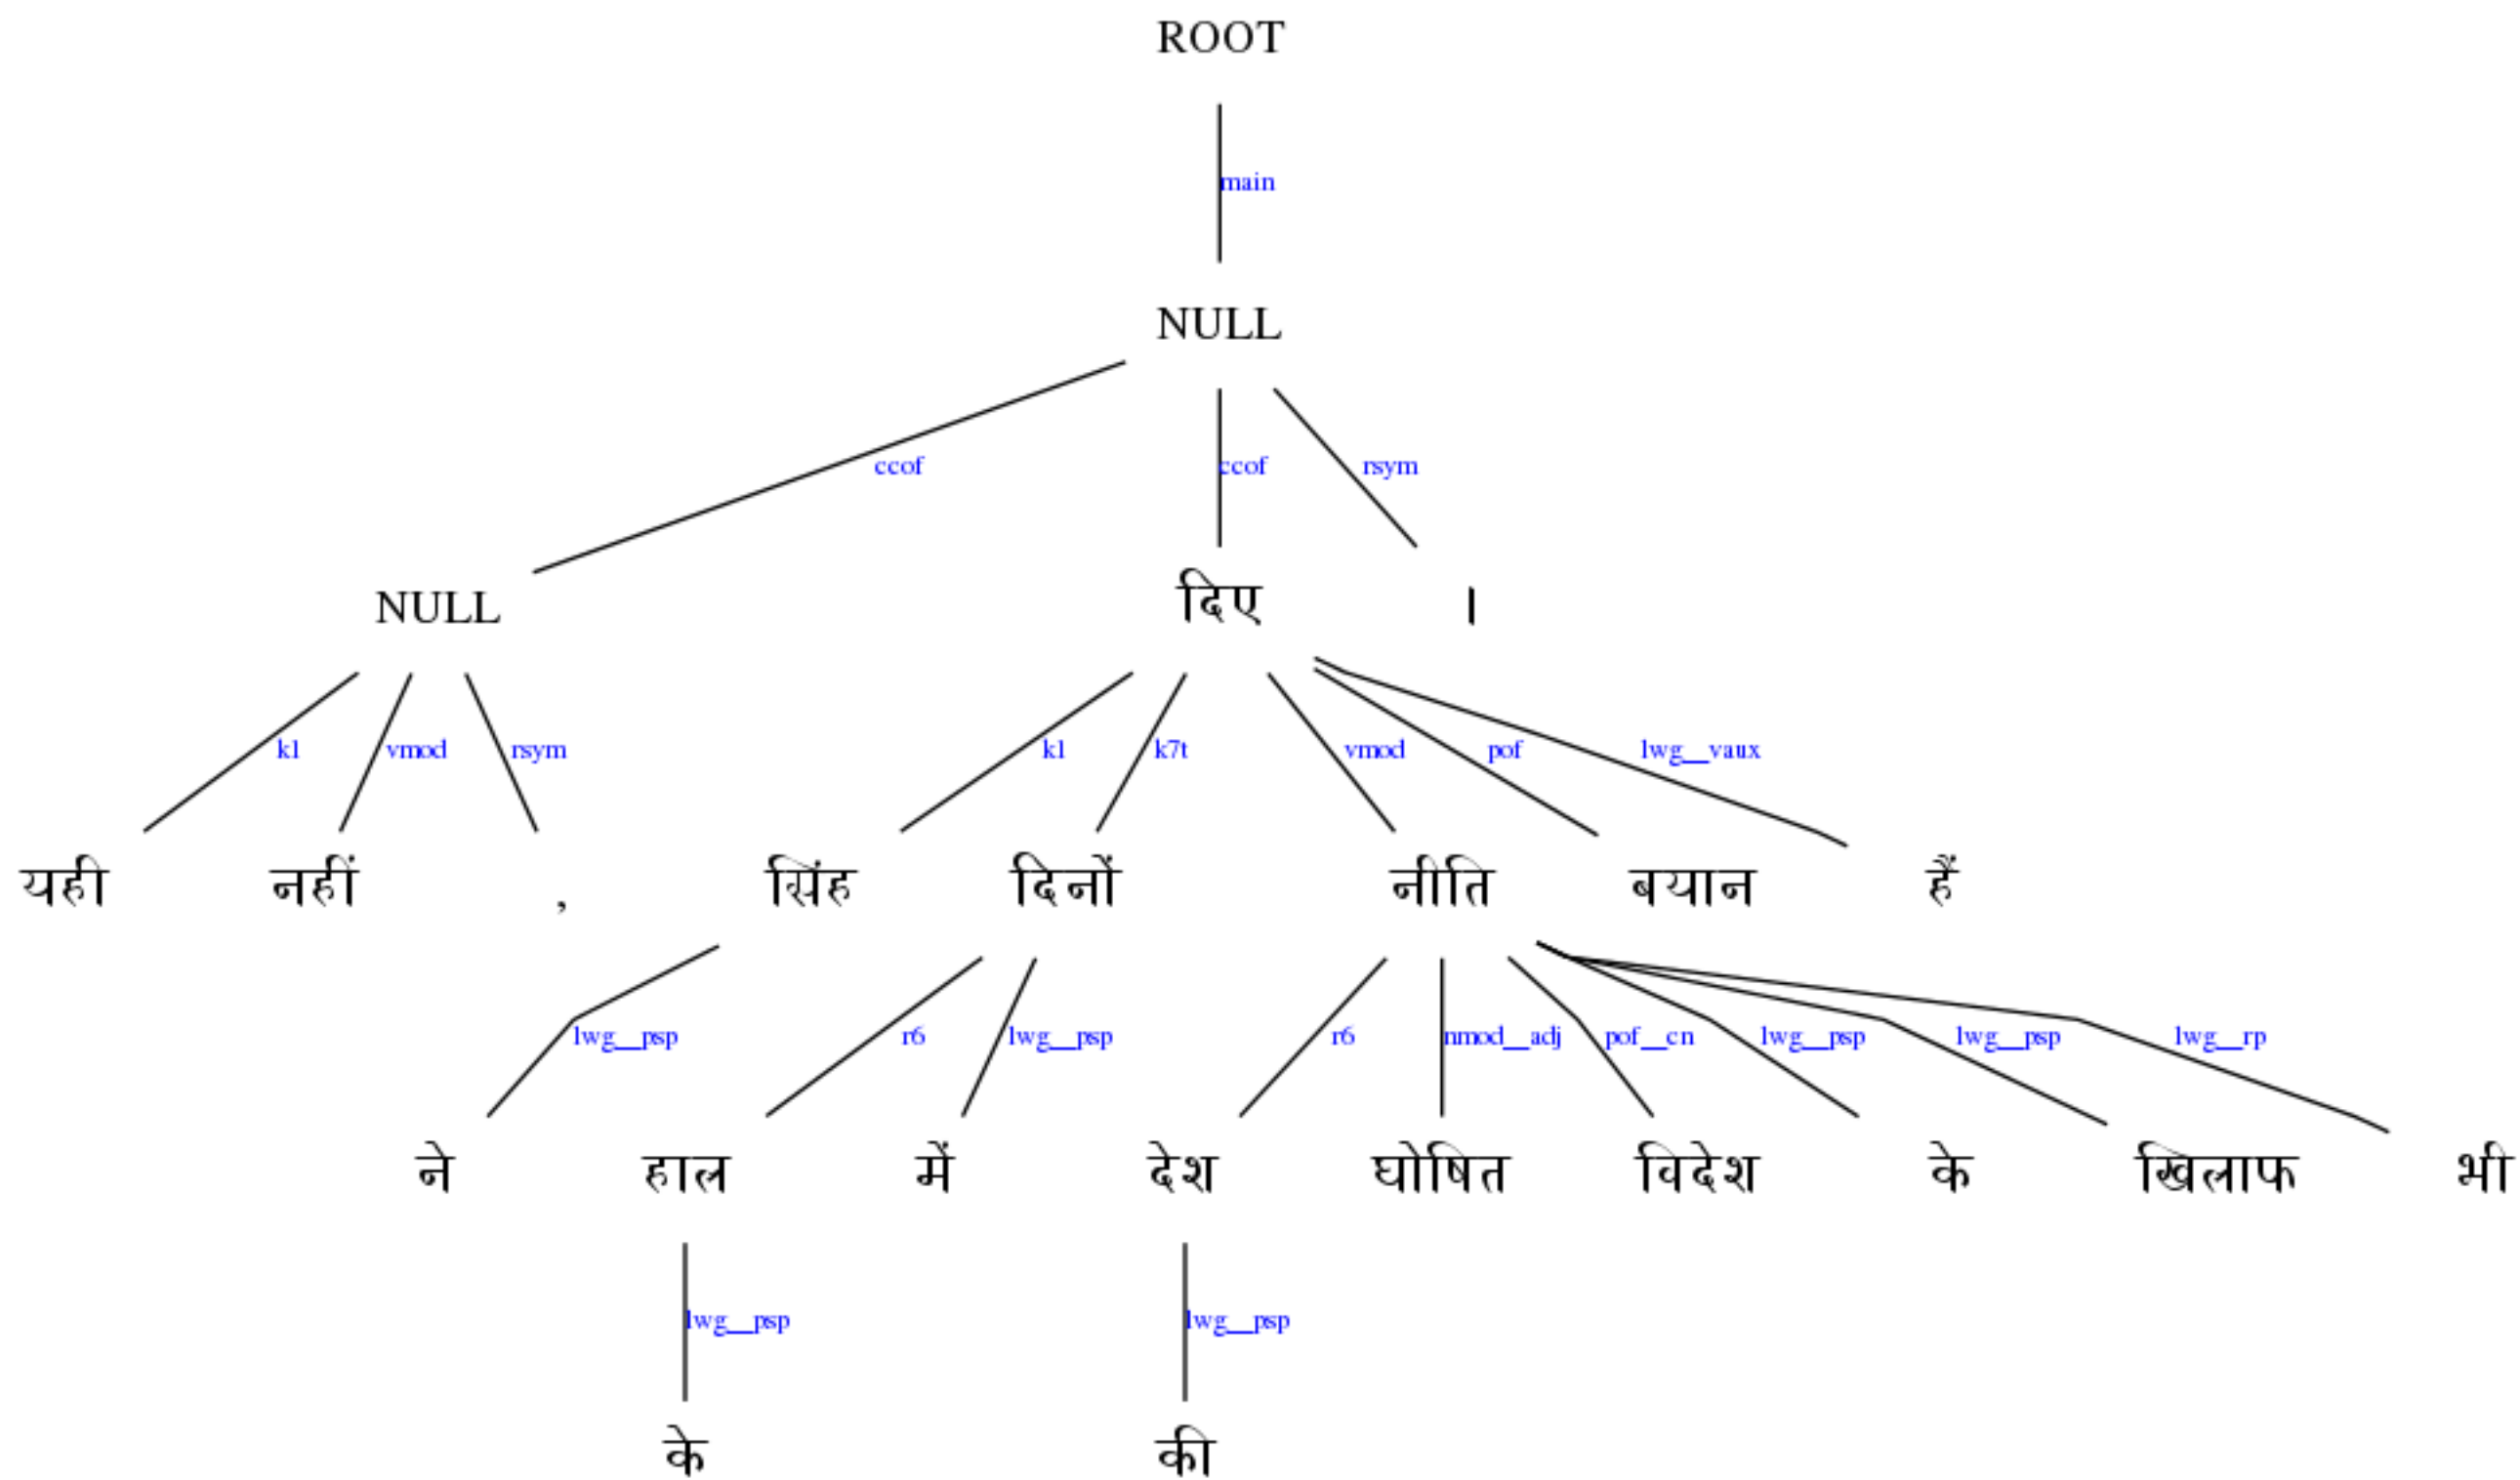 ROOT
main
NULL
ccof ccof rsym
NULL दिए ।
k1 vmod rsym k1 k7t vmod pof lwg__vaux
यही नहीं , सिंह दिनों नीति बयान हैं
lwg__psp r6 lwg__psp r6 nmod__adj pof__cn lwg__psp lwg__psp lwg__rp
ने हाल में देश घोषित विदेश के खिलाफ भी
lwg__psp lwg__psp
के की